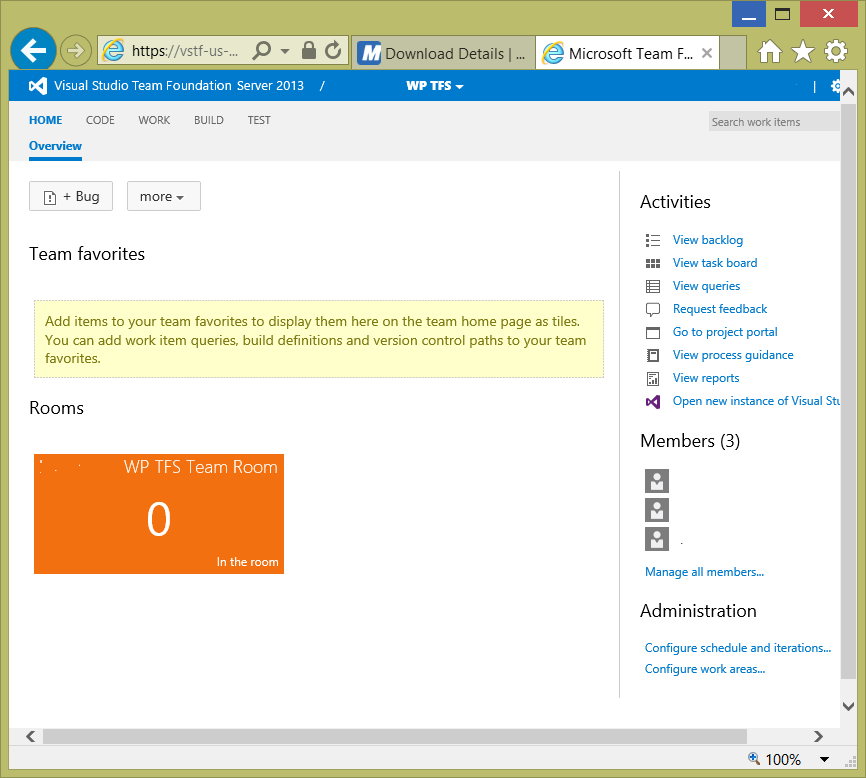 https://vstf-us-...
Download Details | ...
Microsoft Team F...
Visual Studio Team Foundation Server 2013 /
WP TFS
|
HOME
CODE
WORK
BUILD
TEST
Search work items
Overview
+ Bug
more
Team favorites
Add items to your team favorites to display them here on the team home page as tiles.
You can add work item queries, build definitions and version control paths to your team
favorites.
Rooms
WP TFS Team Room
0
In the room
Activities
View backlog
View task board
View queries
Request feedback
Go to project portal
View process guidance
View reports
Open new instance of Visual Stu
Members (3)
Manage all members...
Administration
Configure schedule and iterations...
Configure work areas...
100%